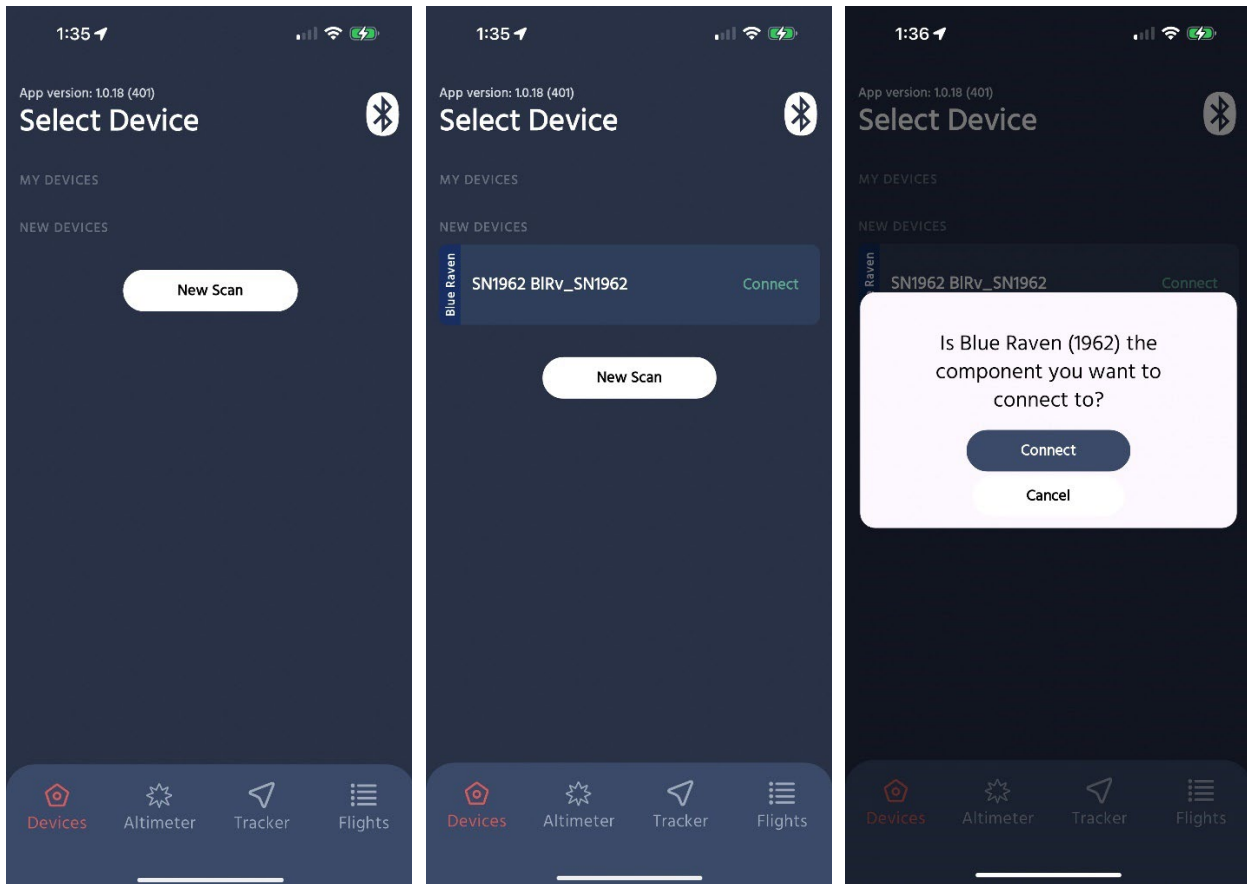 1:35
App version: 1.0.18 (401)
Select Device
MY DEVICES
NEW DEVICES
New Scan
Devices
Altimeter
Tracker
Flights
1:35
App version: 1.0.18 (401)
Select Device
MY DEVICES
NEW DEVICES
Blue Raven
SN1962 BlRv_SN1962
Connect
New Scan
Devices
Altimeter
Tracker
Flights
1:36
App version: 1.0.18 (401)
Select Device
MY DEVICES
NEW DEVICES
Raven
SN1962 BlRv_SN1962
Connect
Is Blue Raven (1962) the
component you want to
connect to?
Connect
Cancel
Devices
Altimeter
Tracker
Flights